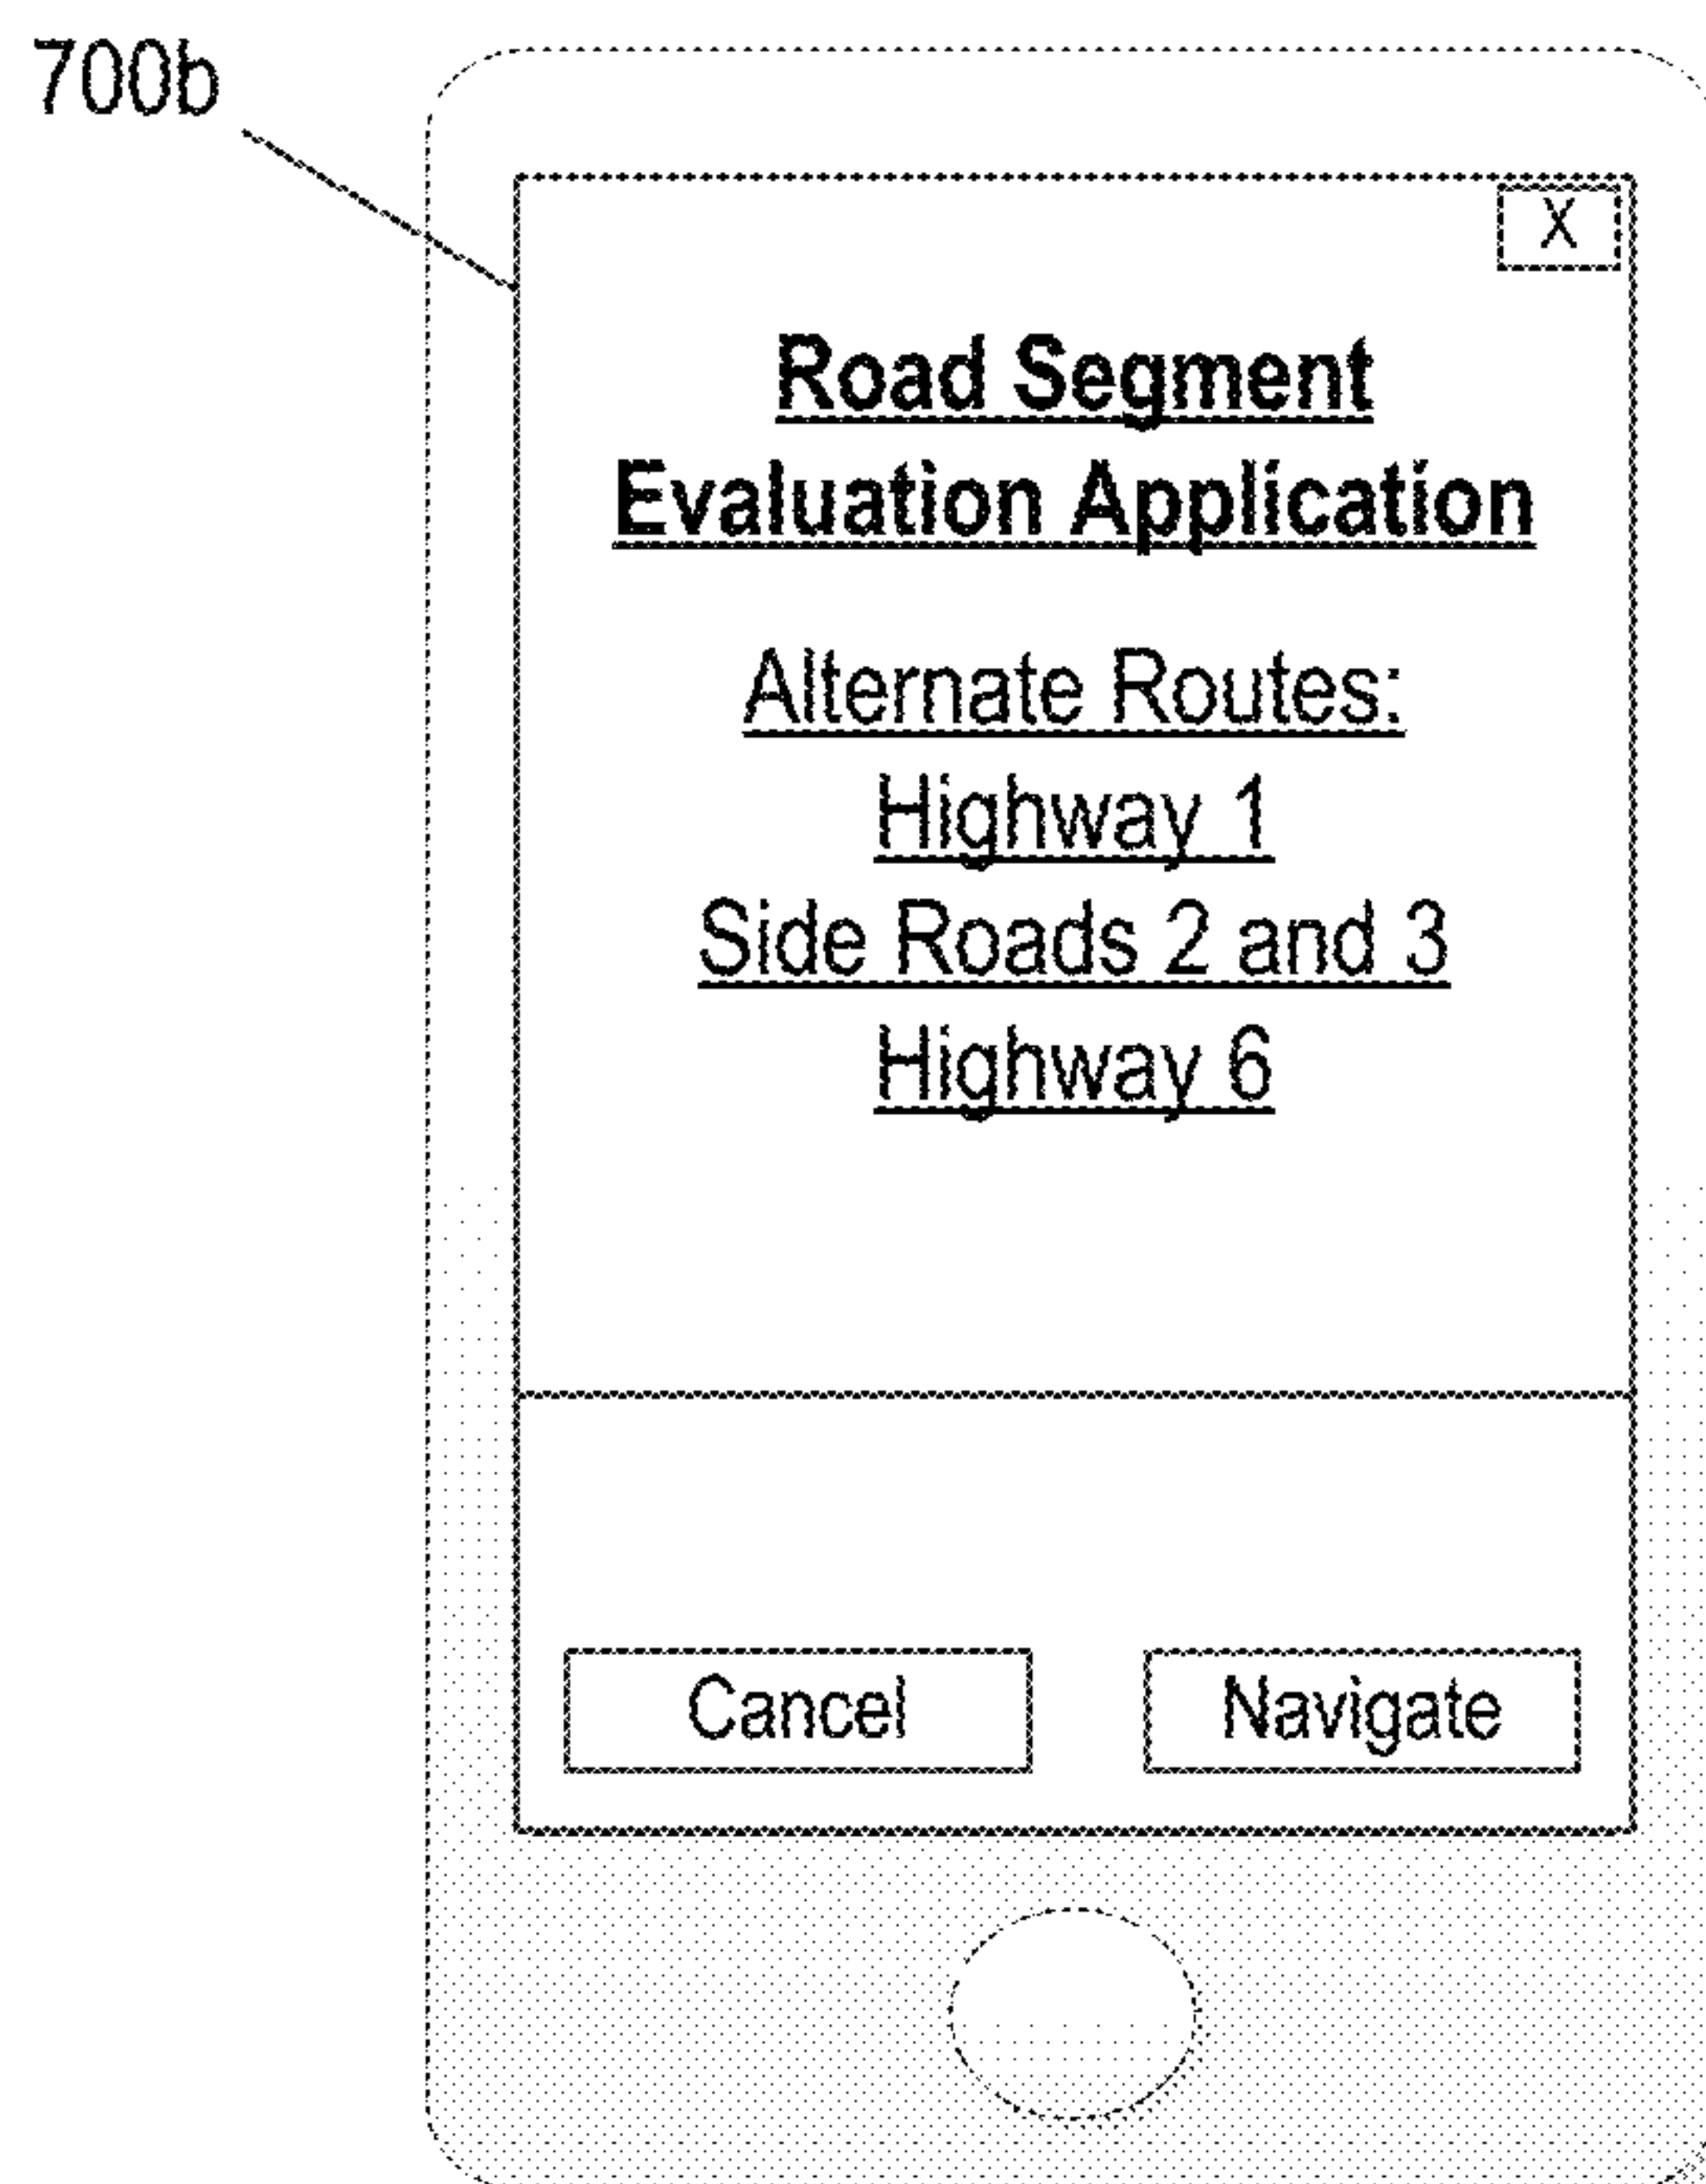 700b
X
Road Segment
Evaluation Application
Alternate Routes:
Highway 1
Side Roads 2 and 3
Highway 6
Cancel
Navigate